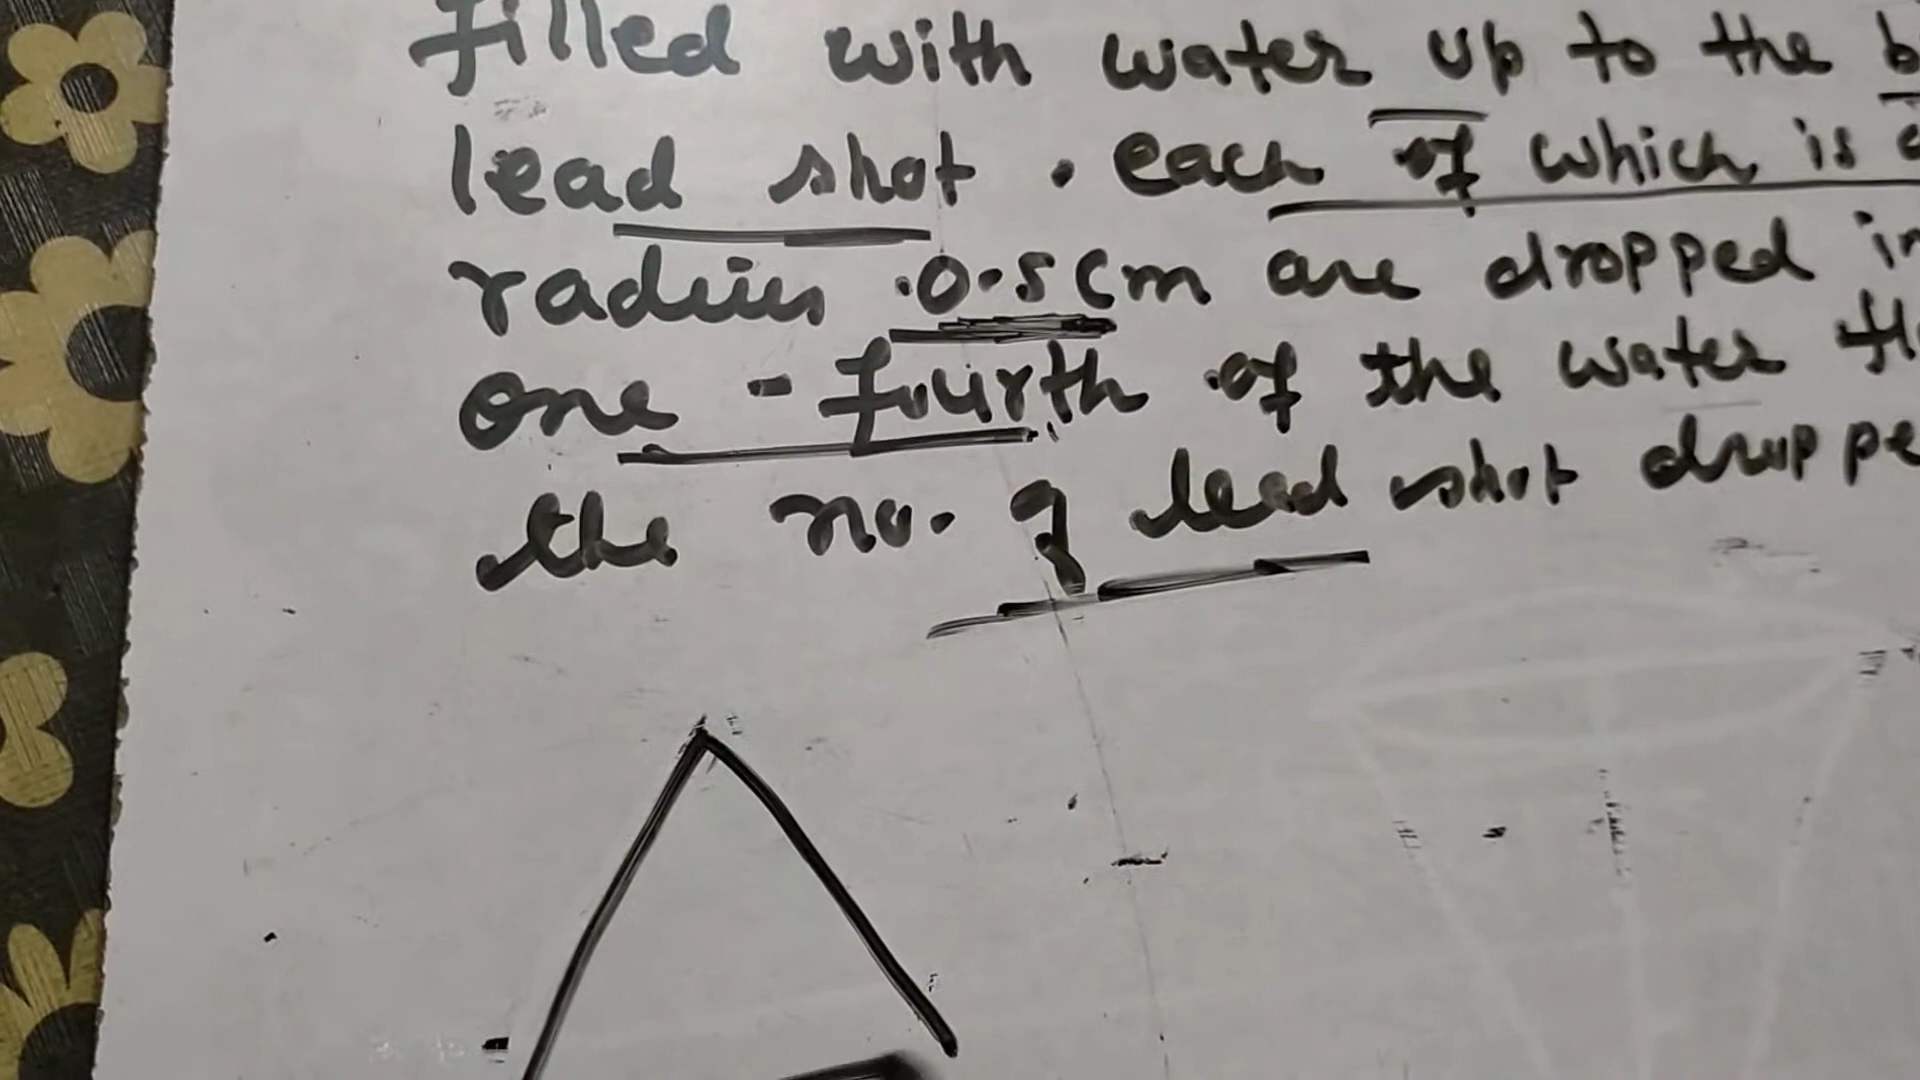 filled with water up to the
lead shot . each of which is
radius .0.5cm are dropped in
one - fourth of the water
the no. of lead shot droppe